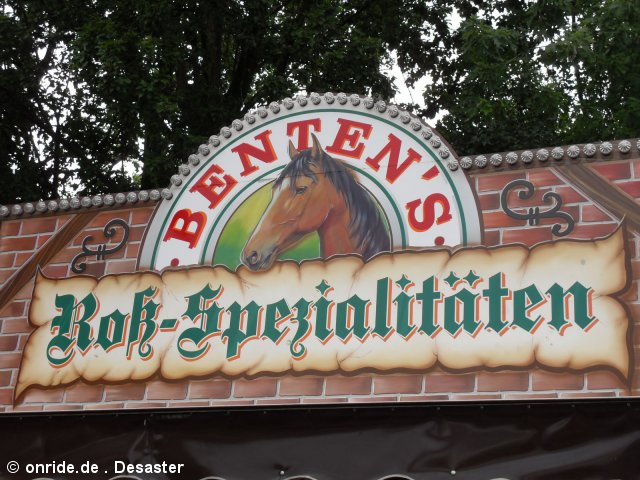 BENTEN'S
Roß-Spezialitäten
© onride.de . Desaster